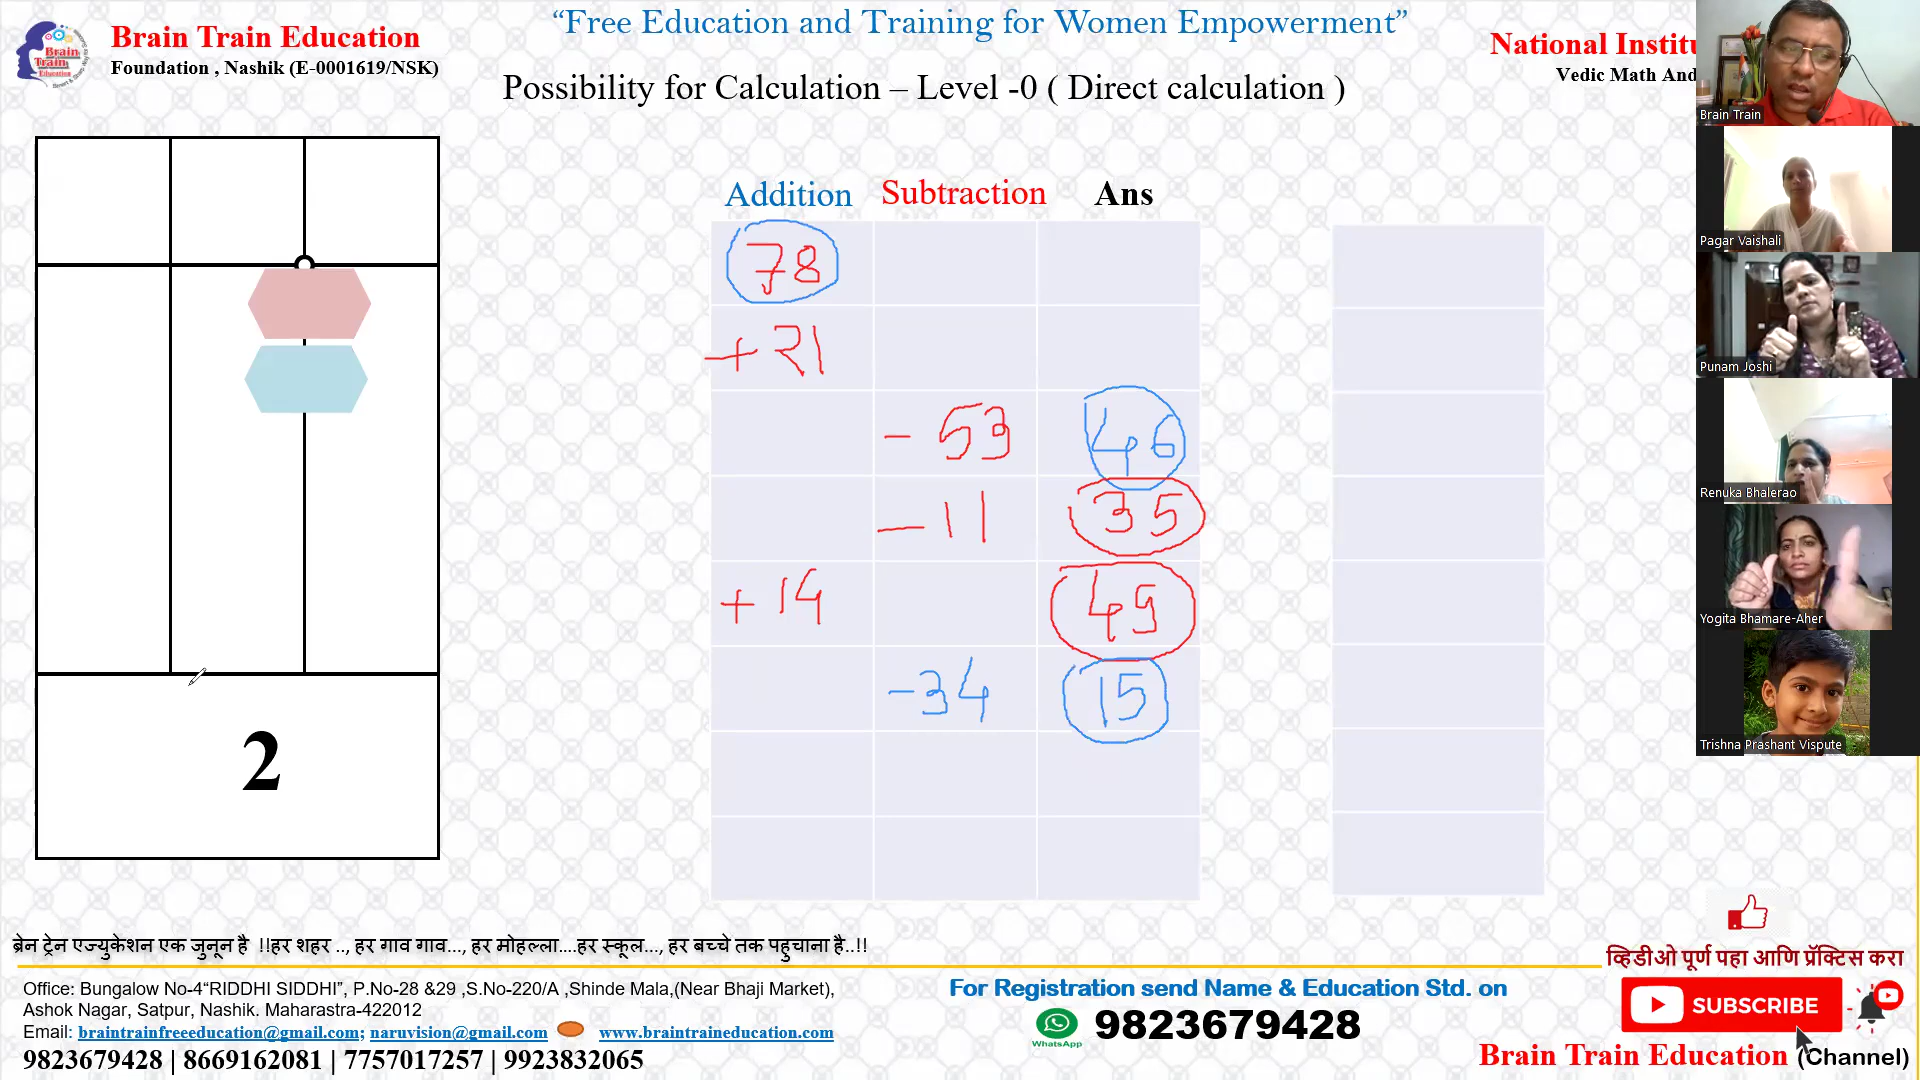 “Free Education and Training for Women Empowerment”
Brain Train Education
Foundation , Nashik (E-0001619/NSK)
Brain
Train
Education
National Institu
Vedic Math And
Possibility for Calculation – Level -0 ( Direct calculation )
Brain Train
Pagar Vaishali
Punam Joshi
Renuka Bhalerao
Yogita Bhamare-Aher
Trishna Prashant Vispute
Addition Subtraction Ans
78
+ 21
- 53 46
- 11 35
+ 14 49
- 34 15
2
ब्रेन ट्रेन एज्युकेशन एक जुनून है !!हर शहर .., हर गाव गाव..., हर मोहल्ला....हर स्कूल..., हर बच्चे तक पहुचाना है..!!
व्हिडीओ पूर्ण पहा आणि प्रॅक्टिस करा
Office: Bungalow No-4“RIDDHI SIDDHI”, P.No-28 &29 ,S.No-220/A ,Shinde Mala,(Near Bhaji Market),
Ashok Nagar, Satpur, Nashik. Maharastra-422012
Email: braintrainfreeeducation@gmail.com; naruvision@gmail.com www.braintraineducation.com
9823679428 | 8669162081 | 7757017257 | 9923832065
For Registration send Name & Education Std. on
WhatsApp 9823679428
SUBSCRIBE
Brain Train Education (Channel)